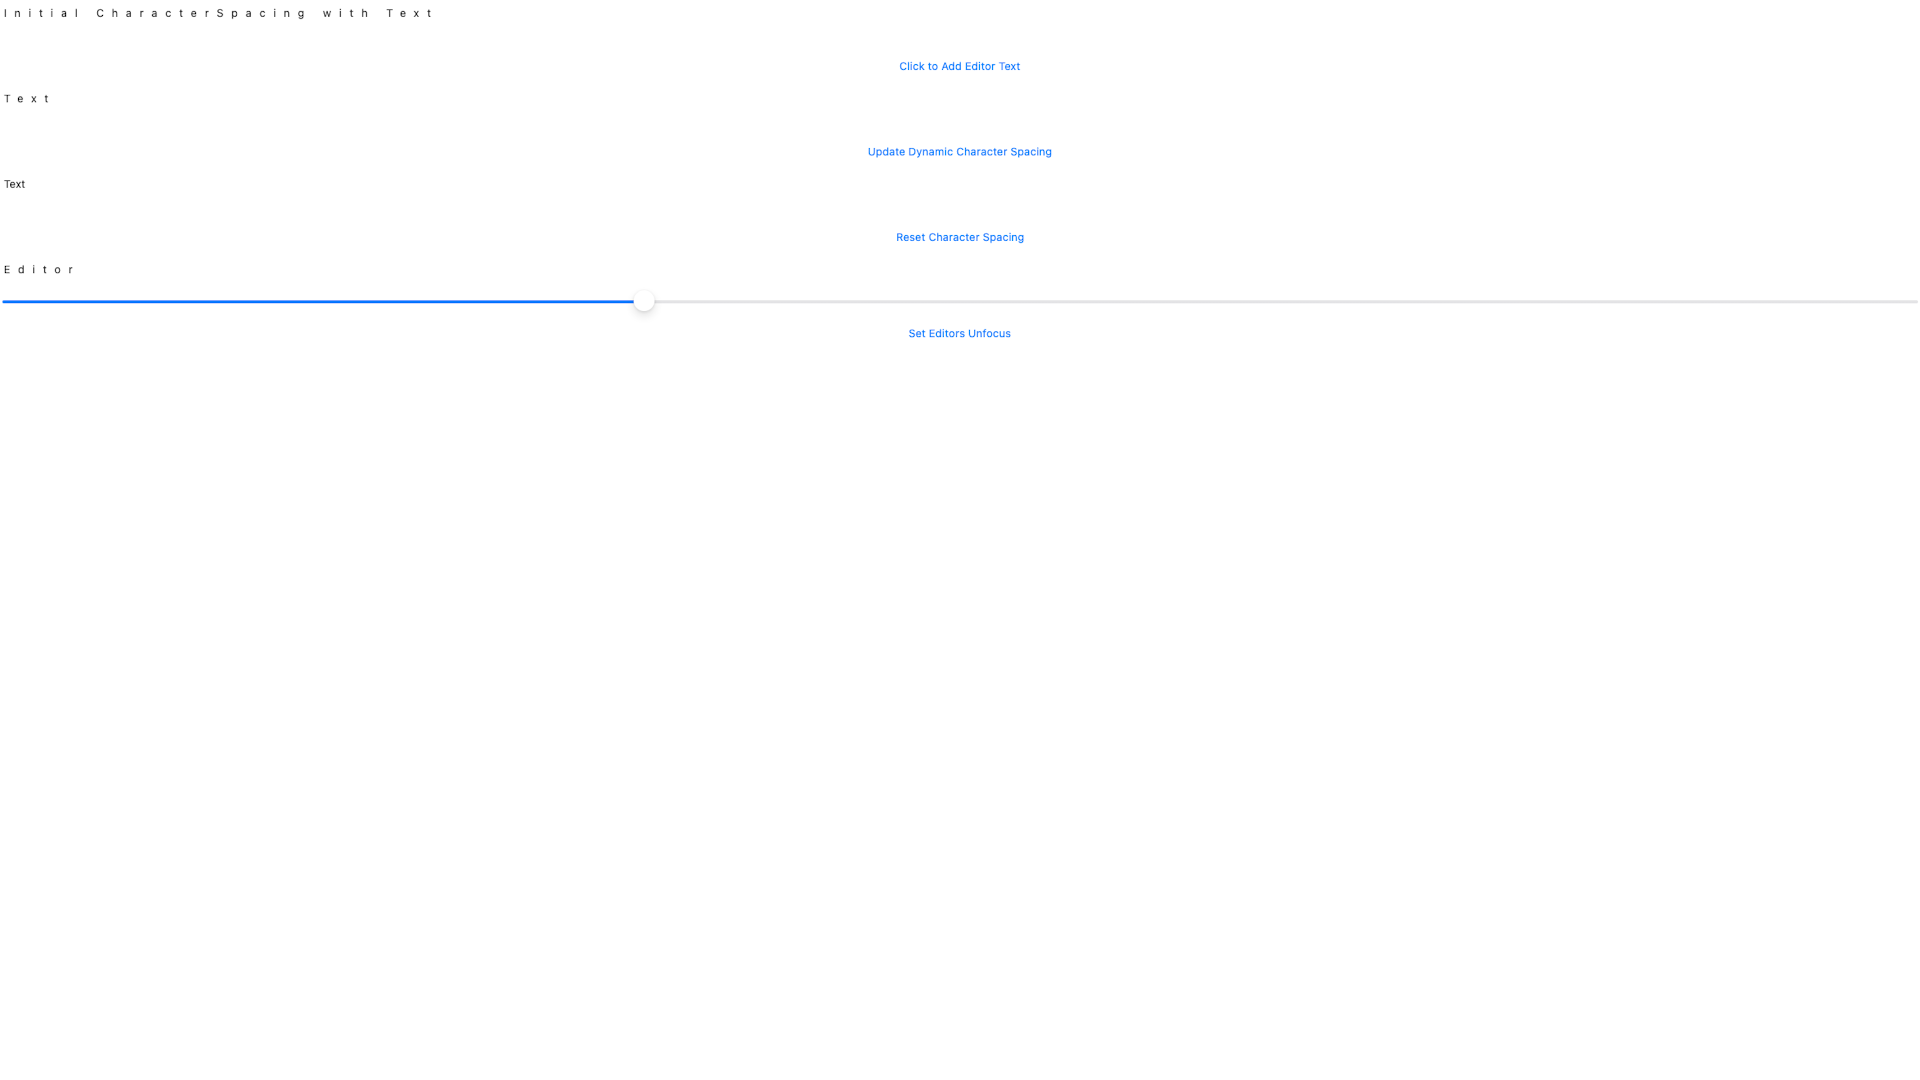 Initial CharacterSpacing with Text
Click to Add Editor Text
Text
Update Dynamic Character Spacing
Text
Reset Character Spacing
Editor
Set Editors Unfocus